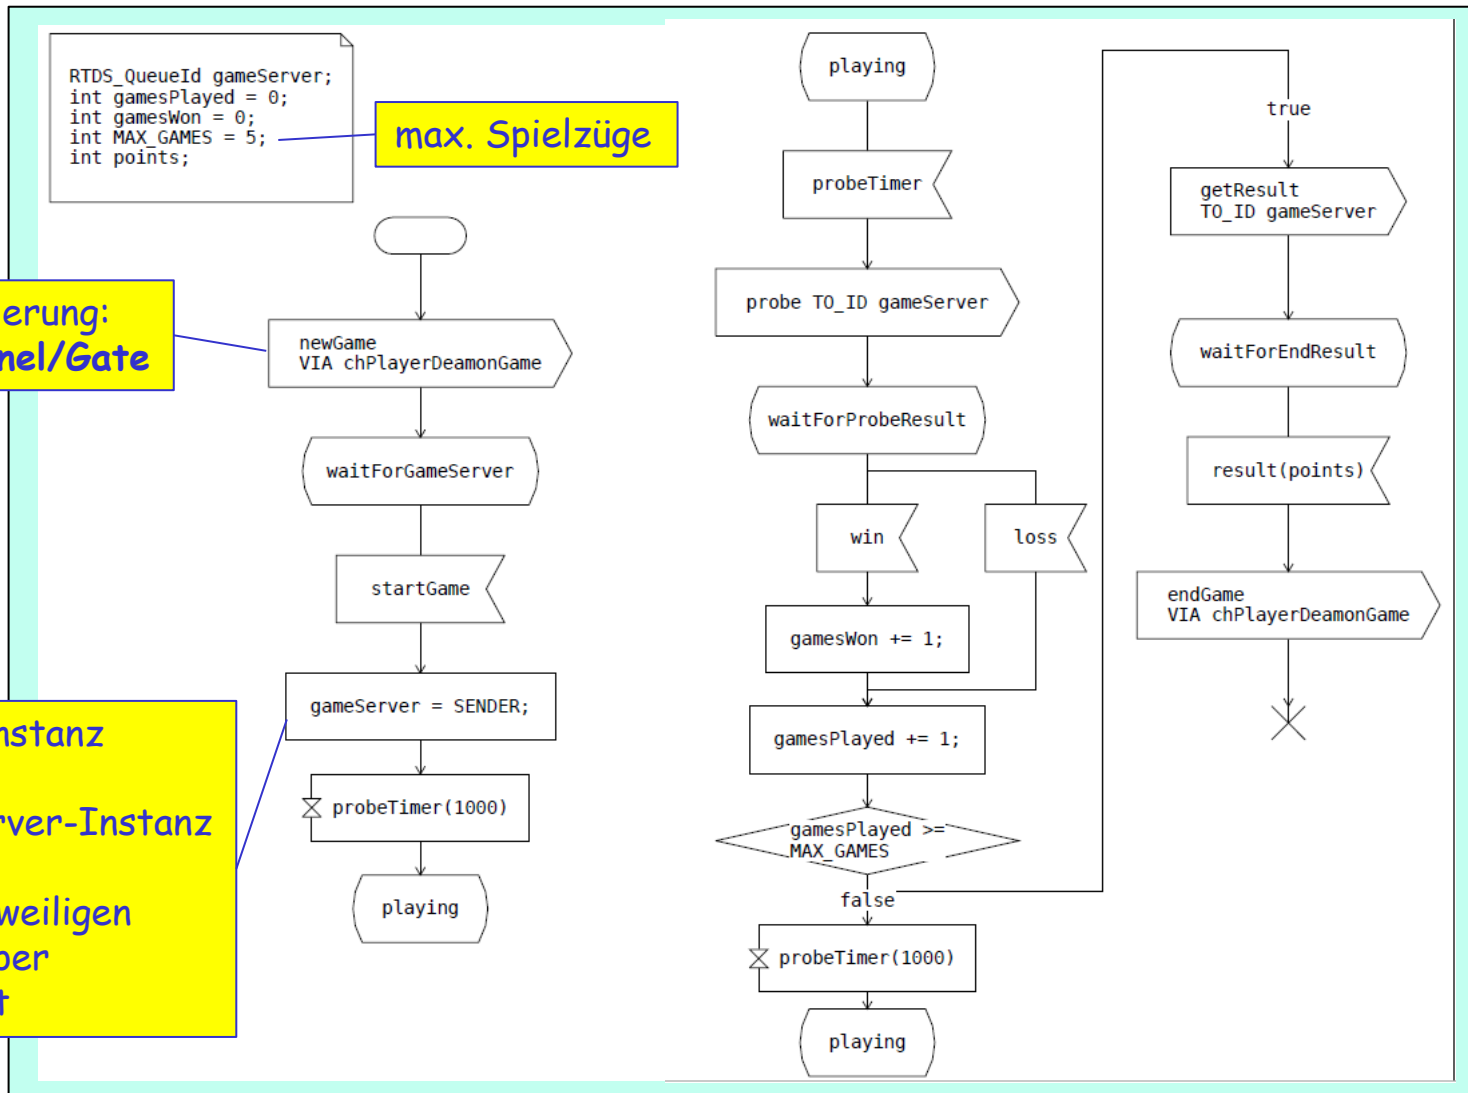 RTDS_QueueId gameServer;
int gamesPlayed = 0;
int gamesWon = 0;
int MAX_GAMES = 5;
int points;
max. Spielzüge
erung:
nel/Gate
newGame
VIA chPlayerDeamonGame
waitForGameServer
startGame
gameServer = SENDER;
probeTimer(1000)
playing
nstanz
rver-Instanz
weiligen
ber
t
playing
probeTimer
probe TO_ID gameServer
waitForProbeResult
win
loss
gamesWon += 1;
gamesPlayed += 1;
gamesPlayed >=
MAX_GAMES
false
probeTimer(1000)
playing
true
getResult
TO_ID gameServer
waitForEndResult
result(points)
endGame
VIA chPlayerDeamonGame